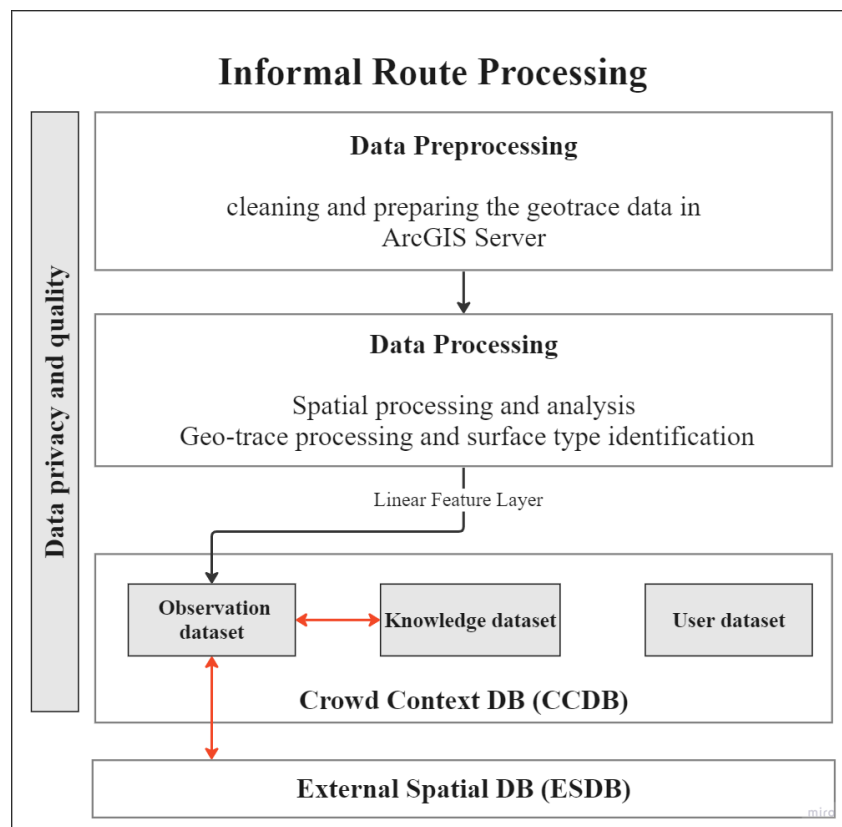 Informal Route Processing
Data privacy and quality
Data Preprocessing
cleaning and preparing the geotrace data in
ArcGIS Server
Data Processing
Spatial processing and analysis
Geo-trace processing and surface type identification
Linear Feature Layer
Observation
dataset
Knowledge dataset
User dataset
Crowd Context DB (CCDB)
External Spatial DB (ESDB)
miro